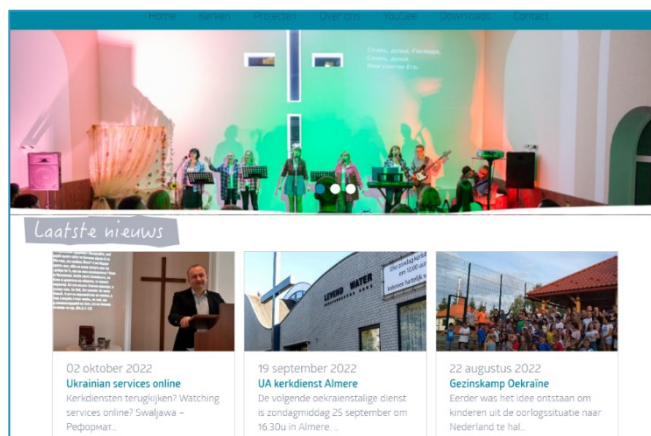 Home Kerken Projecten Over ons YouSee Downloads Contact
Laatste nieuws
LEVEND WATER
02 oktober 2022
Ukrainian services online
Kerkdiensten terugkijken? Watching
services online? Swaljawa –
Реформат...
19 september 2022
UA kerkdienst Almere
De volgende oekraienstalige dienst
is zondagmiddag 25 september om
16.30u in Almere. ...
22 augustus 2022
Gezinskamp Oekraïne
Eerder was het idee ontstaan om
kinderen uit de oorlogssituatie naar
Nederland te hal...